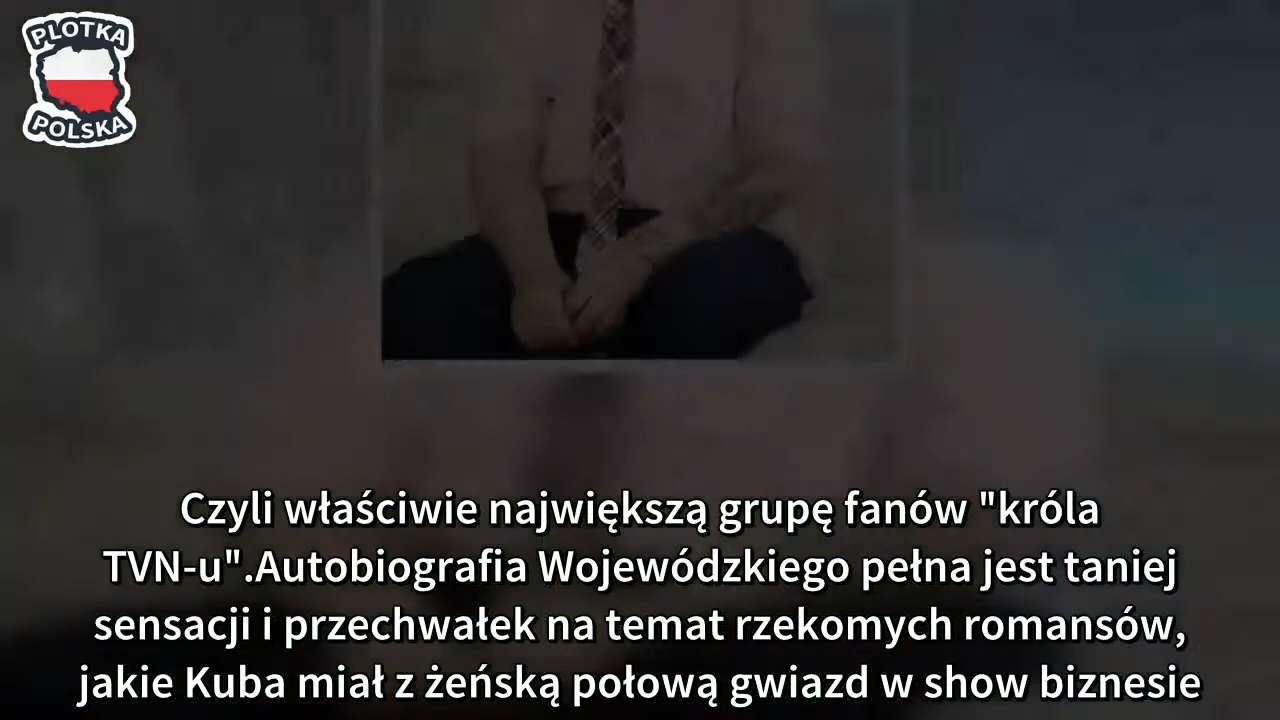 PLOTKA
POLSKA
Czyli właściwie największą grupę fanów "króla
TVN-u".Autobiografia Wojewódzkiego pełna jest taniej
sensacji i przechwałek na temat rzekomych romansów,
jakie Kuba miał z żeńską połową gwiazd w show biznesie